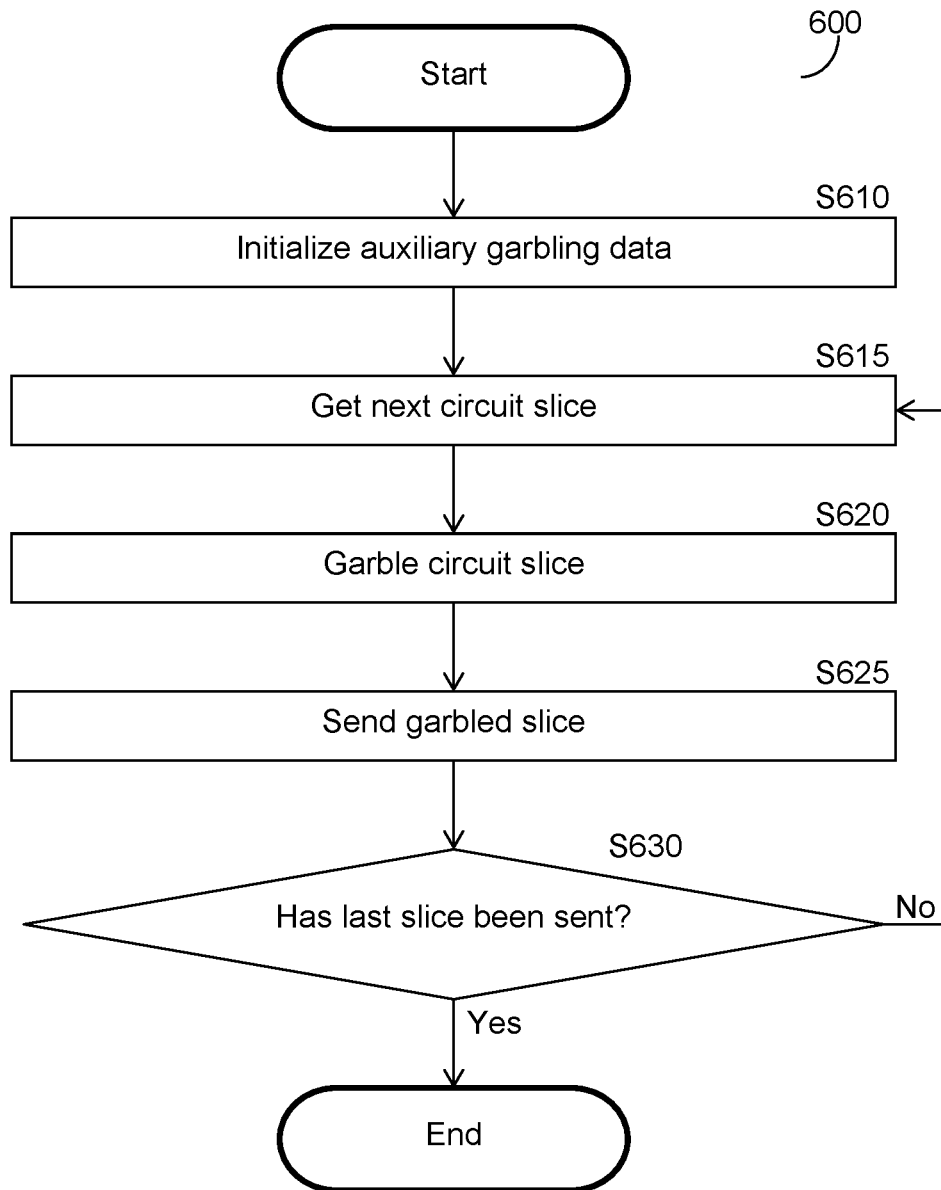 600
Start
S610
Initialize auxiliary garbling data
S615
Get next circuit slice
S620
Garble circuit slice
S625
Send garbled slice
S630
Has last slice been sent?
No
Yes
End